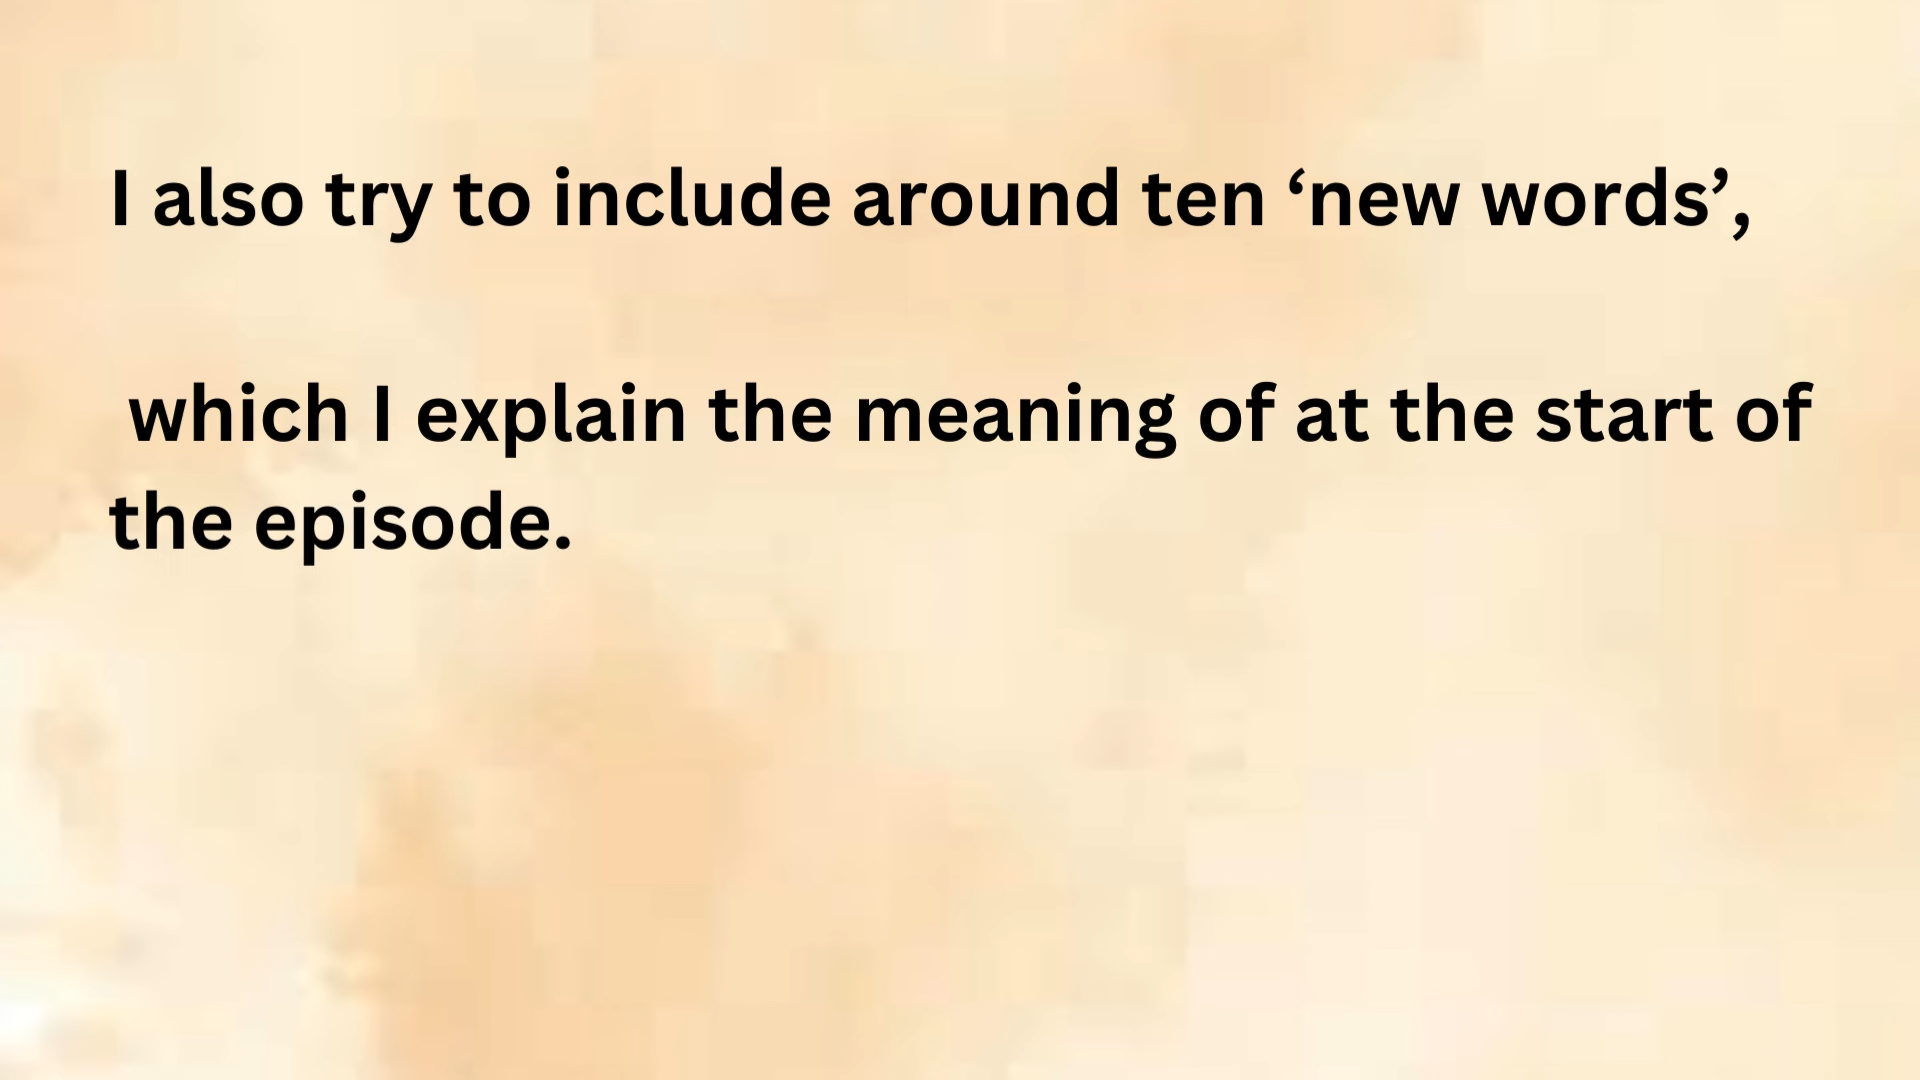 I also try to include around ten ‘new words’,
which I explain the meaning of at the start of
the episode.